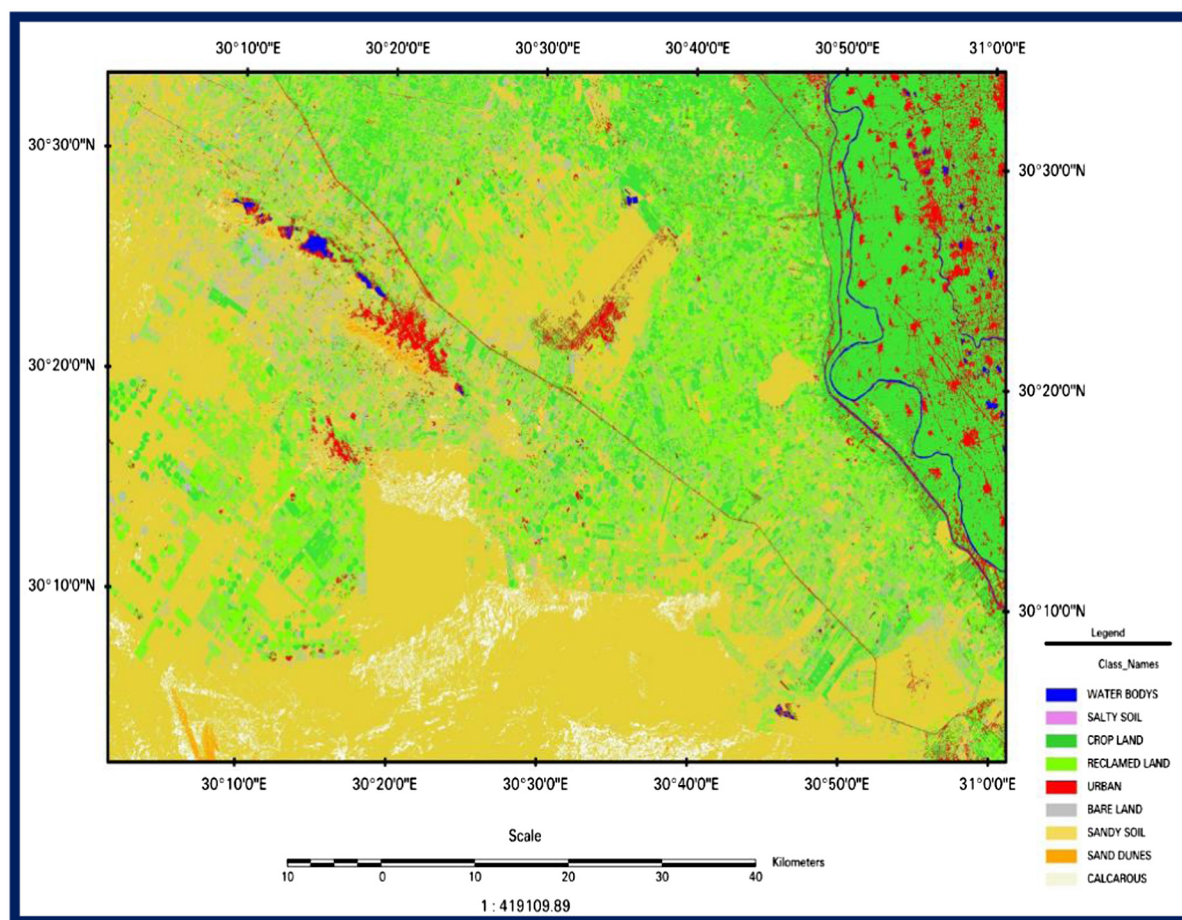 30°10'0"E 30°20'0"E 30°30'0"E 30°40'0"E 30°50'0"E 31°0'0"E
30°30'0"N
30°30'0"N
30°20'0"N
30°20'0"N
30°10'0"N
30°10'0"N
30°10'0"E 30°20'0"E 30°30'0"E 30°40'0"E 30°50'0"E 31°0'0"E
Legend
Class_Names
WATER BODYS
SALTY SOIL
CROP LAND
RECLAMED LAND
URBAN
BARE LAND
SANDY SOIL
SAND DUNES
CALCAROUS
Scale
Kilometers
10 0 10 20 30 40
1 : 419109.89